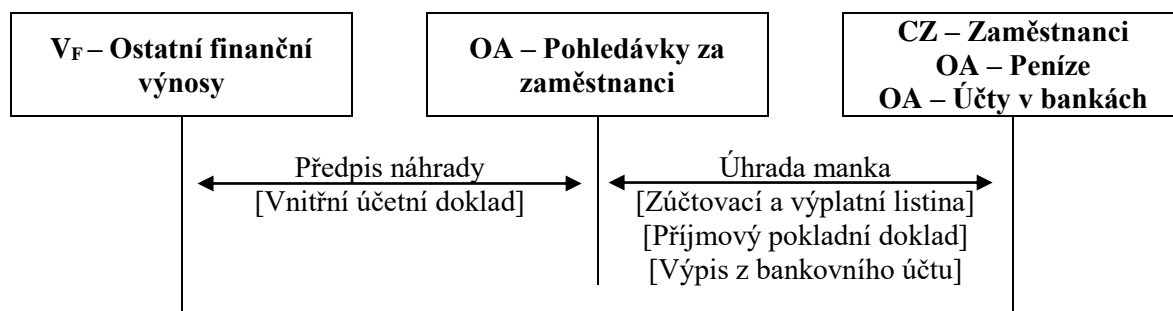 V_F – Ostatní finanční
výnosy
OA – Pohledávky za
zaměstnanci
CZ – Zaměstnanci
OA – Peníze
OA – Účty v bankách
Předpis náhrady
[Vnitřní účetní doklad]
Úhrada manka
[Zúčtovací a výplatní listina]
[Příjmový pokladní doklad]
[Výpis z bankovního účtu]